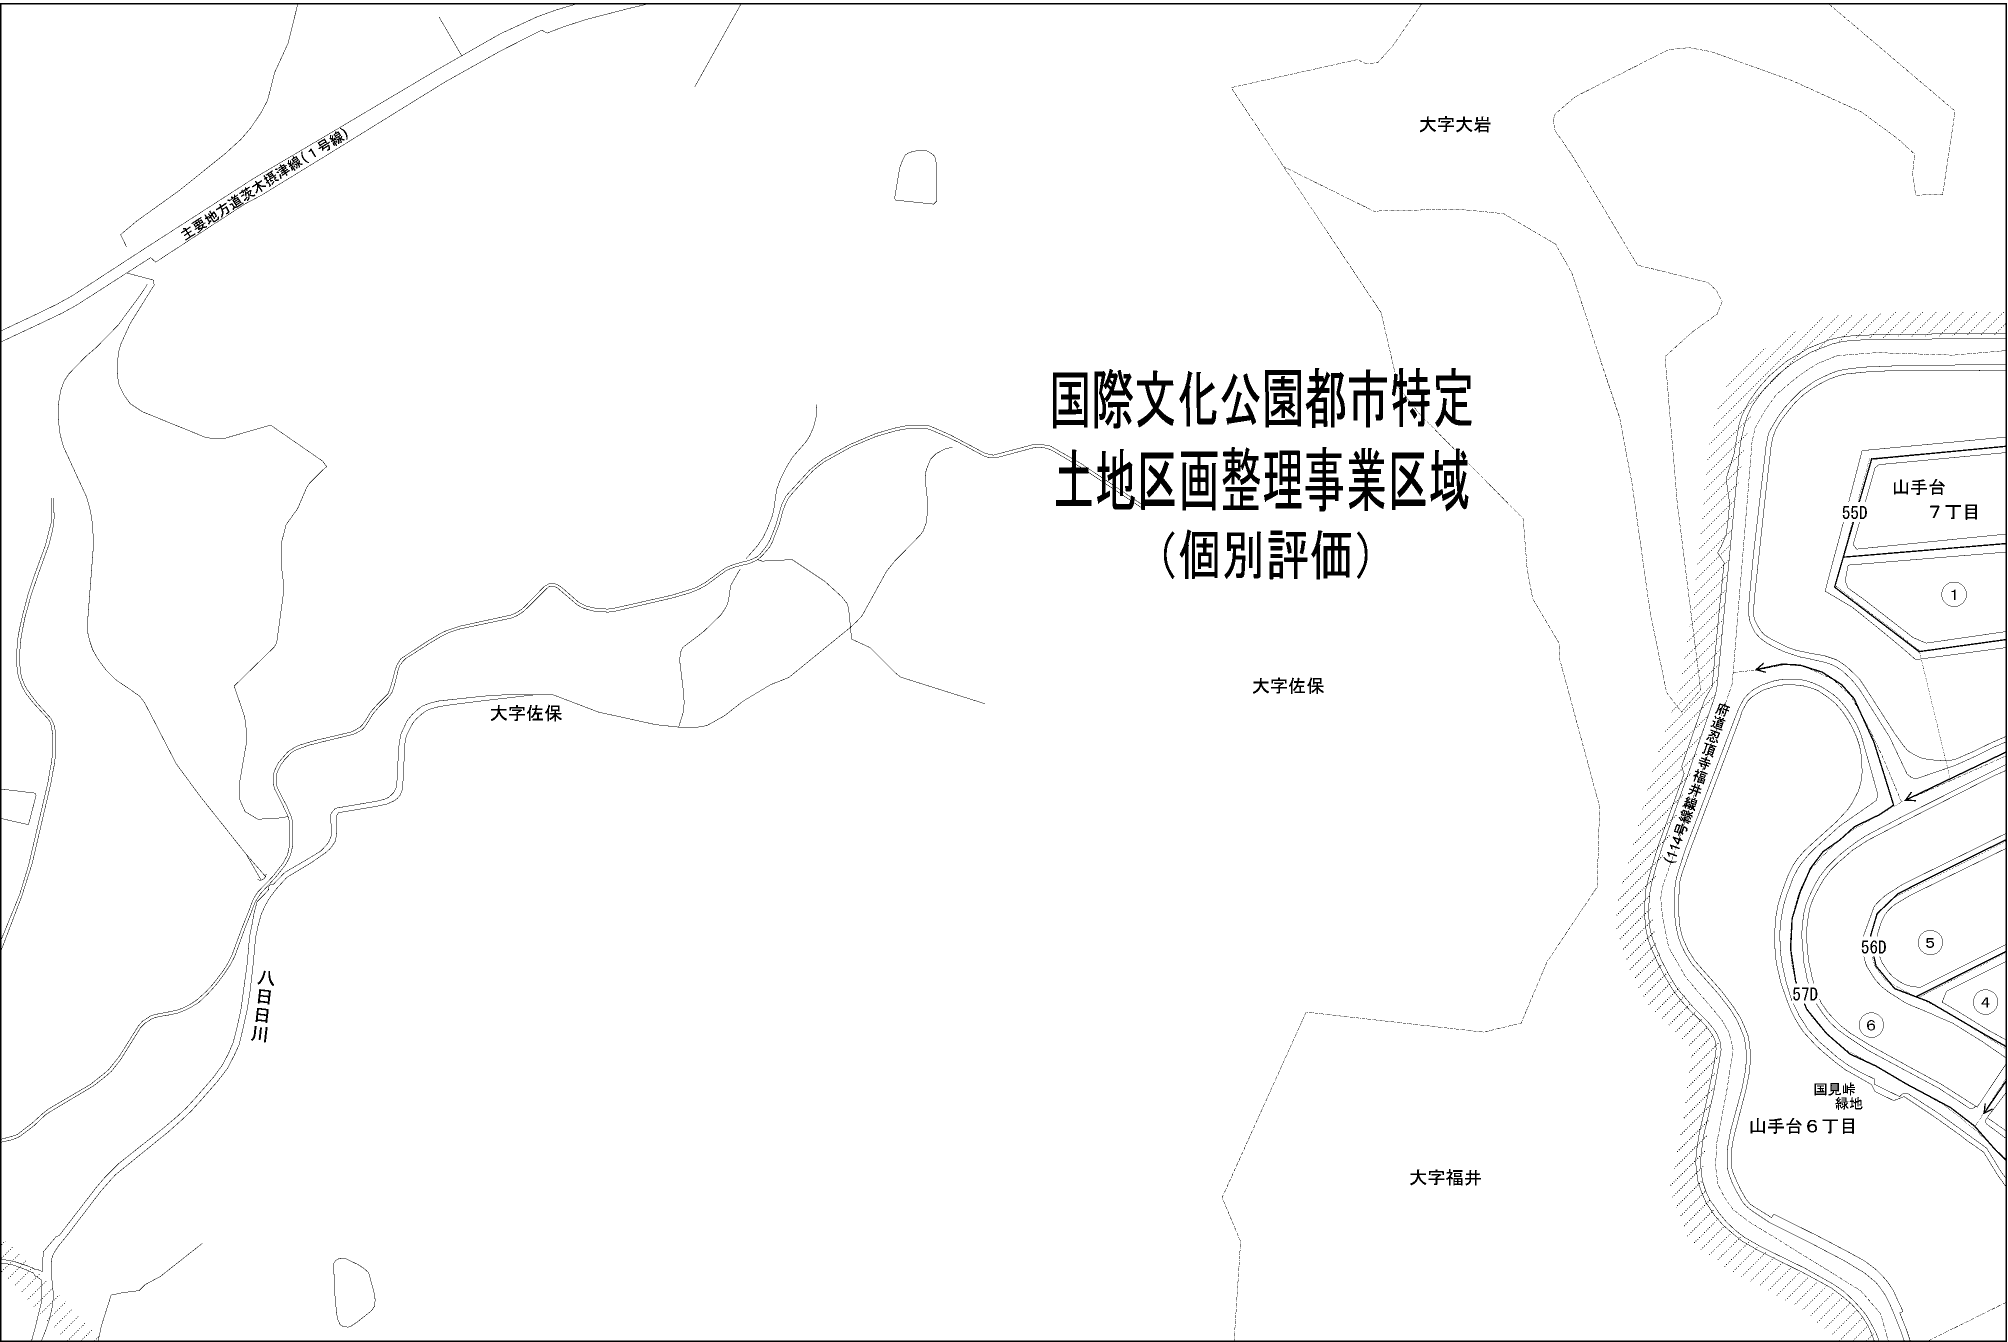 大字大岩
主要地方道茨木摂津線(1号線)
国際文化公園都市特定
土地区画整理事業区域
（個別評価）
山手台
７丁目
55D
1
大字佐保
大字佐保
府道忍頂寺福井線
(114号線)
56D
5
57D
4
6
八日日川
国見峠
緑地
山手台６丁目
大字福井